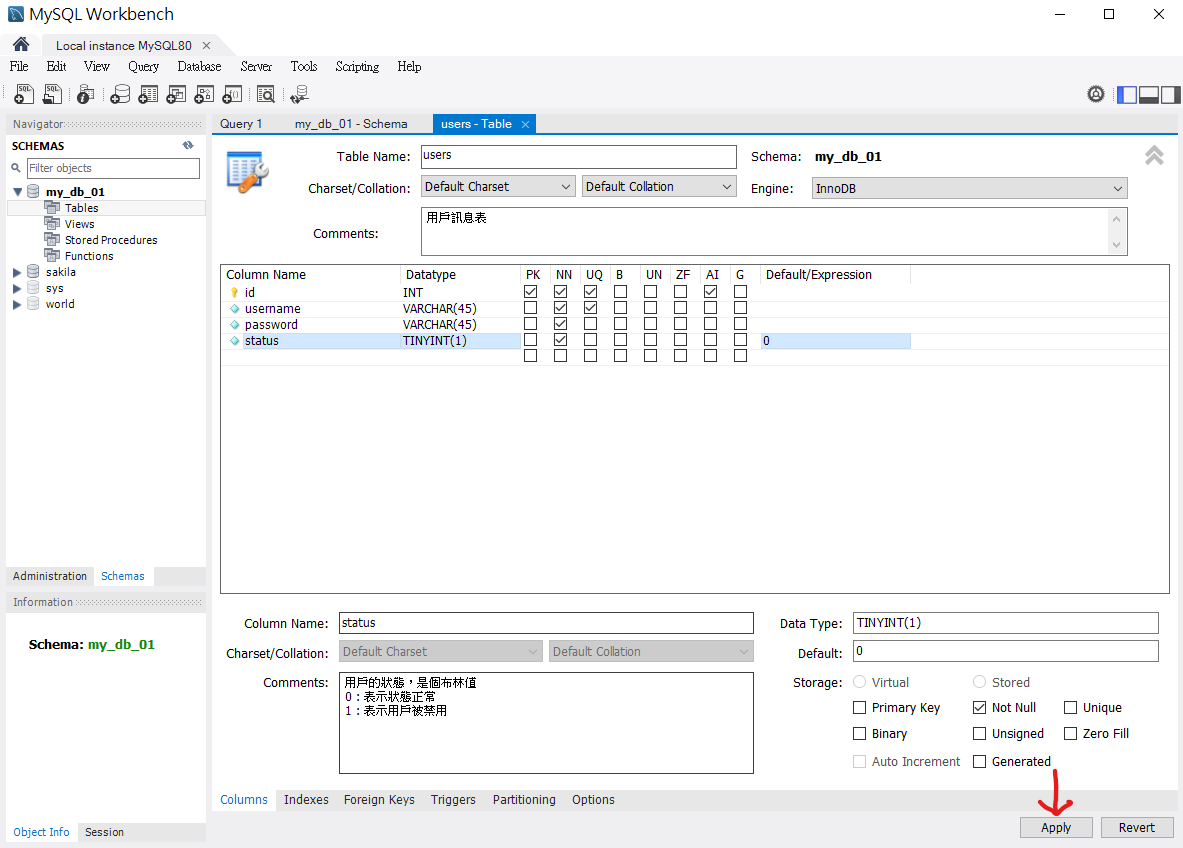 MySQL Workbench
Local instance MySQL80
File Edit View Query Database Server Tools Scripting Help
Navigator
SCHEMAS
Filter objects
my_db_01
Tables
Views
Stored Procedures
Functions
sakila
sys
world
Administration Schemas
Information
Schema: my_db_01
Object Info Session
Query 1 my_db_01 - Schema users - Table
Table Name: users Schema: my_db_01
Charset/Collation: Default Charset Default Collation Engine: InnoDB
Comments: 用戶訊息表
Column Name Datatype PK NN UQ B UN ZF AI G Default/Expression
id INT
username VARCHAR(45)
password VARCHAR(45)
status TINYINT(1) 0
Column Name: status Data Type: TINYINT(1)
Charset/Collation: Default Charset Default Collation Default: 0
Comments: 用戶的狀態，是個布林值
0：表示狀態正常
1：表示用戶被禁用
Storage: Virtual Stored
Primary Key Not Null Unique
Binary Unsigned Zero Fill
Auto Increment Generated
Columns Indexes Foreign Keys Triggers Partitioning Options
Apply Revert